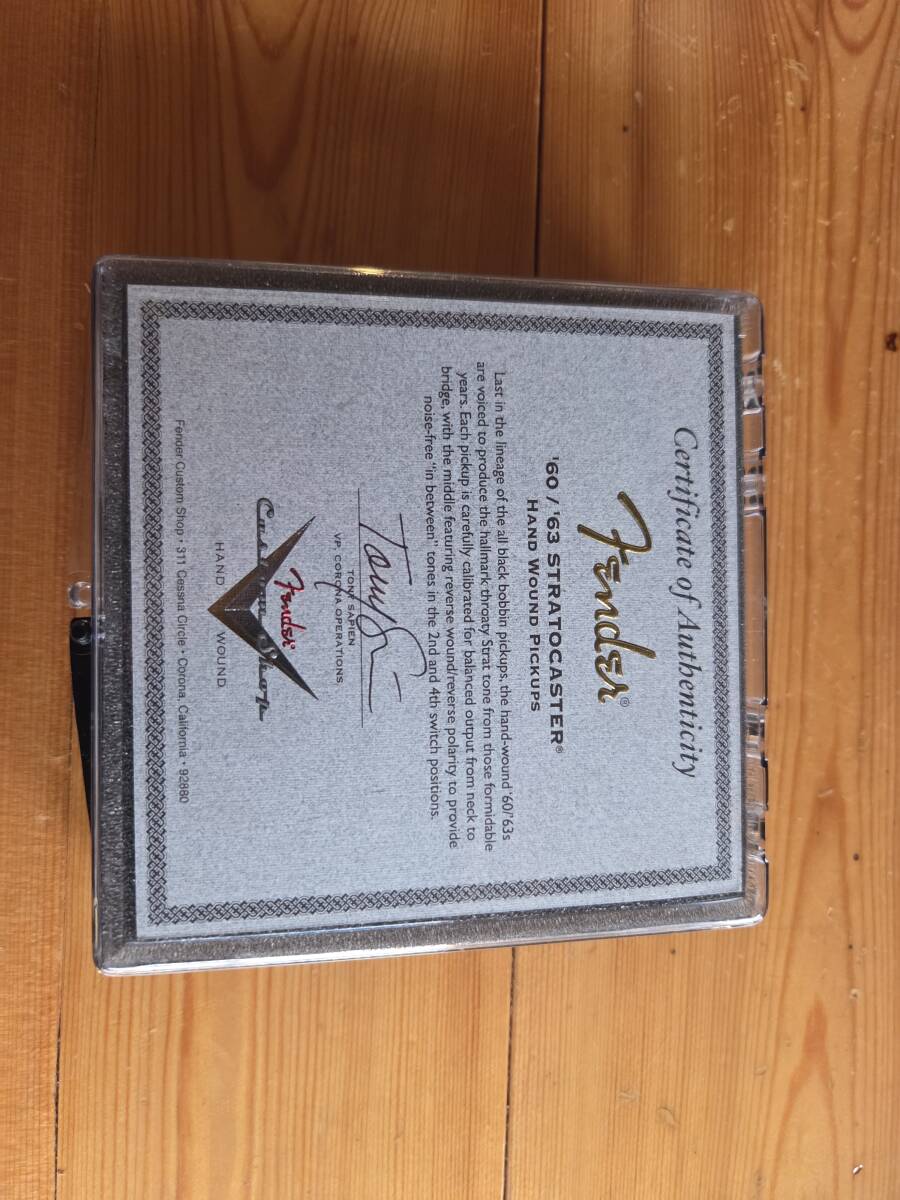 Certificate of Authenticity
Fender®
'60 / '63 STRATOCASTER®
HAND WOUND PICKUPS
Last in the lineage of the all black bobbin pickups, the hand-wound '60/'63s
are voiced to produce the hallmark throaty Strat tone from those formidable
years. Each pickup is carefully calibrated for balanced output from neck to
bridge, with the middle featuring reverse wound/reverse polarity to provide
noise-free "in between" tones in the 2nd and 4th switch positions.
TONY SAPIEN
VP, CORONA OPERATIONS
Fender®
Custom Shop
HAND WOUND
Fender Custom Shop • 311 Cessna Circle • Corona, California • 92880